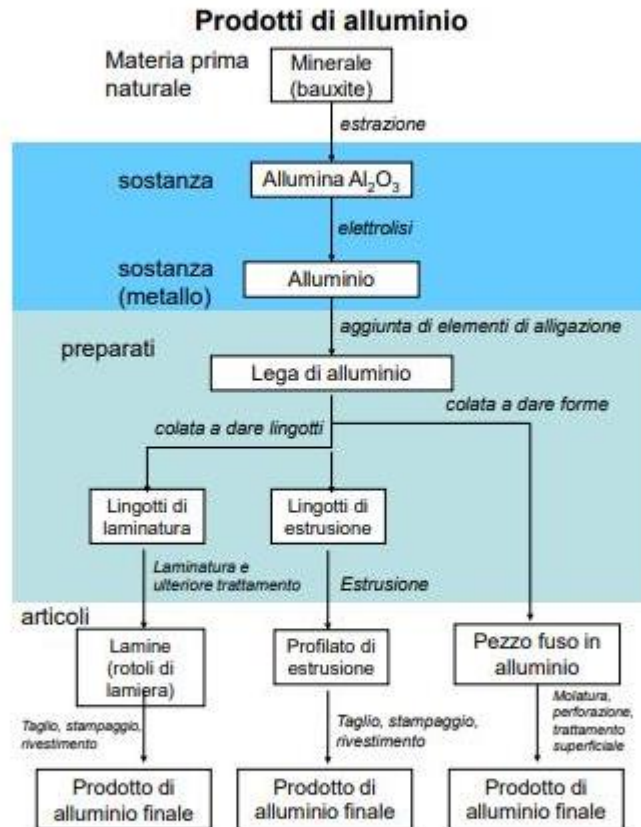 Prodotti di alluminio
Materia prima
naturale
Minerale
(bauxite)
estrazione
sostanza
Allumina Al₂O₃
elettrolisi
sostanza
(metallo)
Alluminio
aggiunta di elementi di alligazione
preparati
Lega di alluminio
colata a dare forme
colata a dare lingotti
Lingotti di
laminatura
Lingotti di
estrusione
Laminatura e
ulteriore trattamento
Estrusione
articoli
Lamine
(rotoli di
lamiera)
Profilato di
estrusione
Pezzo fuso in
alluminio
Taglio, stampaggio,
rivestimento
Taglio, stampaggio,
rivestimento
Molatura,
perforazione,
trattamento
superficiale
Prodotto di
alluminio finale
Prodotto di
alluminio finale
Prodotto di
alluminio finale